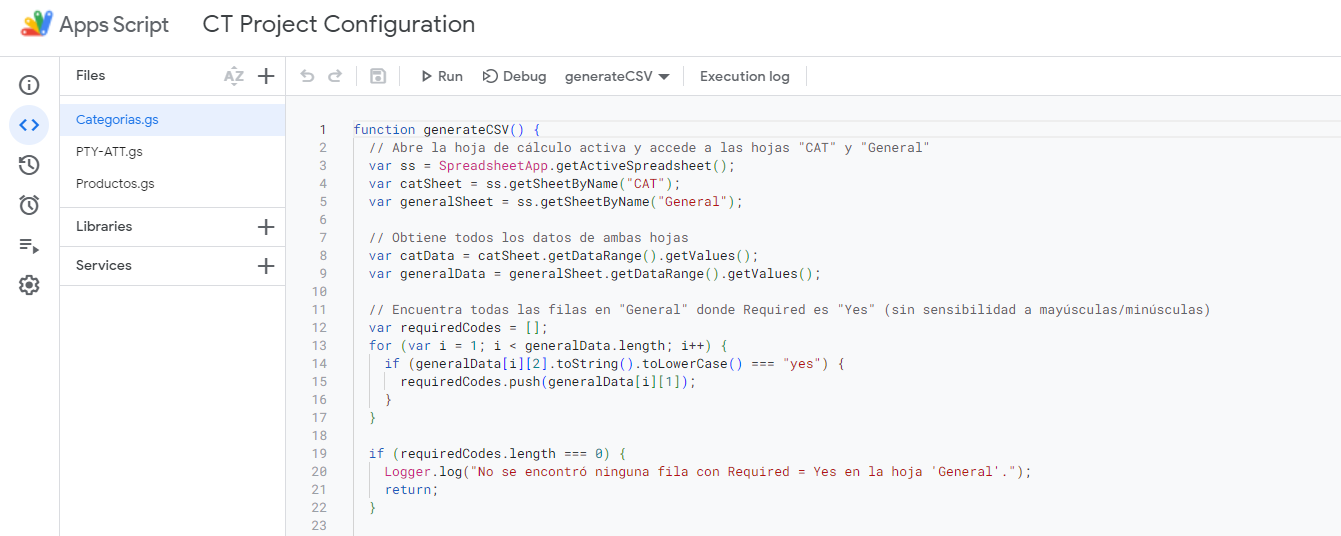 Apps Script CT Project Configuration
Files AZ
Run Debug generateCSV Execution log
Categorias.gs
PTY-ATT.gs
Productos.gs
Libraries
Services
1 function generateCSV() {
2 // Abre la hoja de cálculo activa y accede a las hojas "CAT" y "General"
3 var ss = SpreadsheetApp.getActiveSpreadsheet();
4 var catSheet = ss.getSheetByName("CAT");
5 var generalSheet = ss.getSheetByName("General");
6
7 // Obtiene todos los datos de ambas hojas
8 var catData = catSheet.getDataRange().getValues();
9 var generalData = generalSheet.getDataRange().getValues();
10
11 // Encuentra todas las filas en "General" donde Required es "Yes" (sin sensibilidad a mayúsculas/minúsculas)
12 var requiredCodes = [];
13 for (var i = 1; i < generalData.length; i++) {
14 if (generalData[i][2].toString().toLowerCase() === "yes") {
15 requiredCodes.push(generalData[i][1]);
16 }
17 }
18
19 if (requiredCodes.length === 0) {
20 Logger.log("No se encontró ninguna fila con Required = Yes en la hoja 'General'.");
21 return;
22 }
23